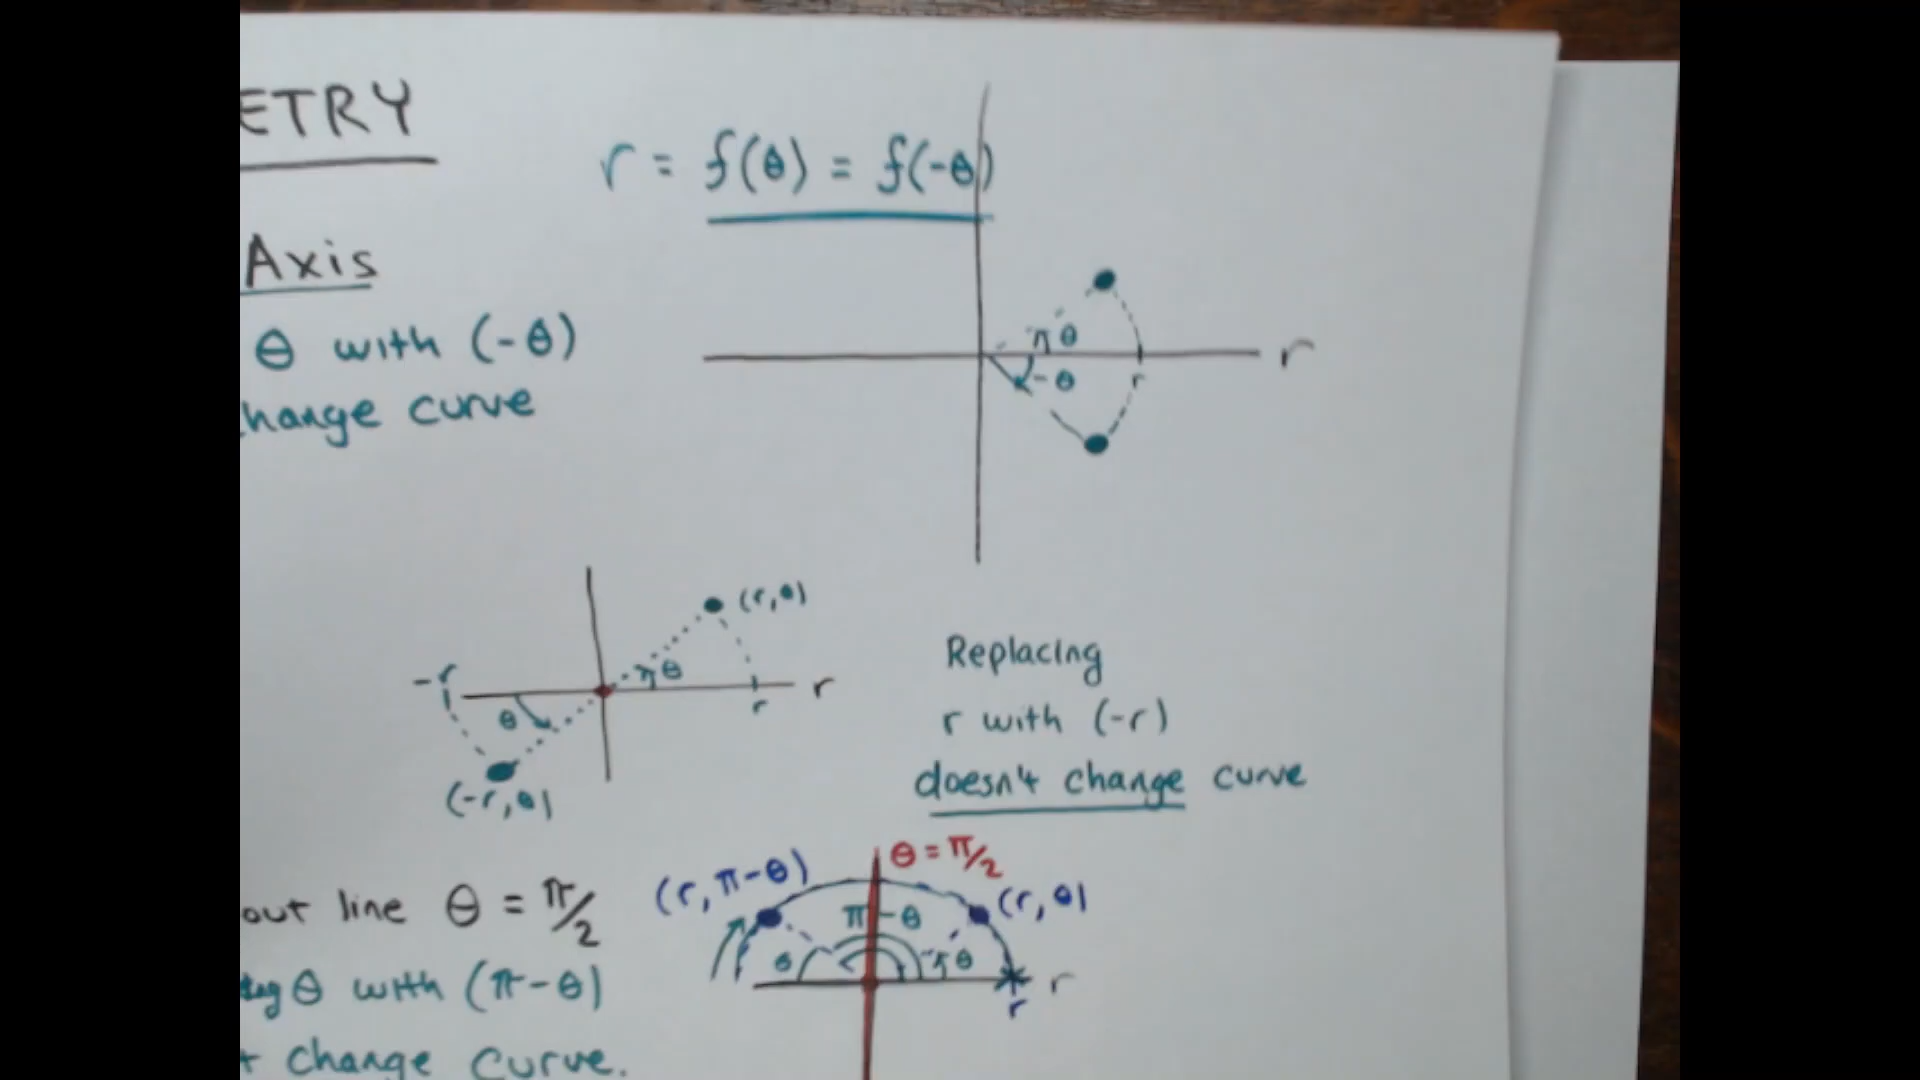 ETRY
r = f(θ) = f(-θ)
Axis
θ with (-θ)
hange curve
θ
-θ
r
r
(r,θ)
-r
θ
r
r
θ
(-r,θ)
Replacing
r with (-r)
doesn't change curve
out line θ = π/2
θ with (π-θ)
change curve.
θ = π/2
(r, π-θ)
(r, θ)
π-θ
θ
θ
r
r